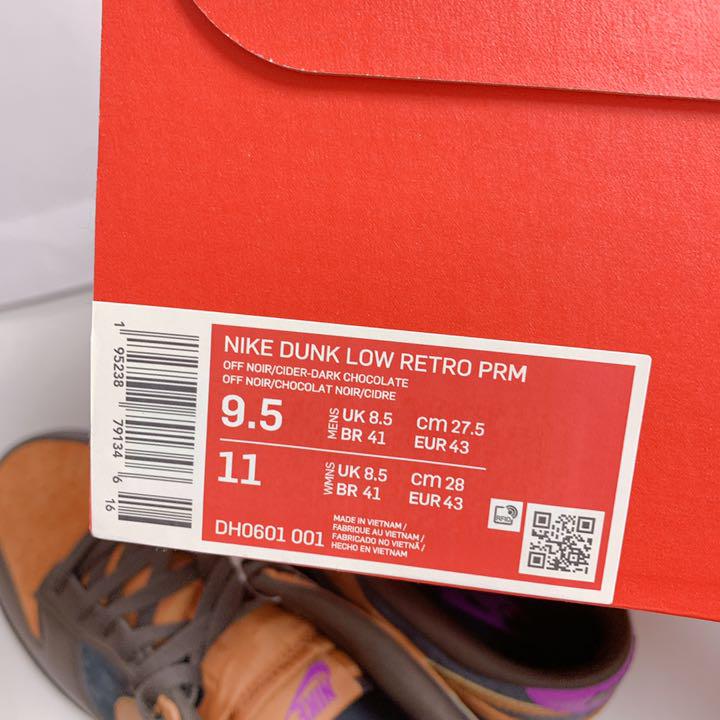 NIKE DUNK LOW RETRO PRM
OFF NOIR/CIDER-DARK CHOCOLATE
OFF NOIR/CHOCOLAT NOIR/CIDRE
9.5 MENS UK 8.5 cm 27.5
BR 41 EUR 43
11 WMNS UK 8.5 cm 28
BR 41 EUR 43
DH0601 001
MADE IN VIETNAM /
FABRIQUE AU VIETNAM /
FABRICADO NO VIETNÃ /
HECHO EN VIETNAM
RFID
1 95238 79134 6 16
NIKE